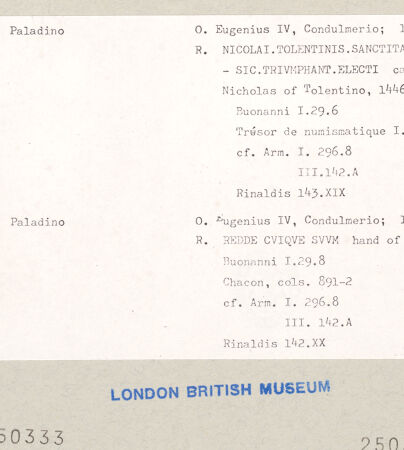 Paladino O. Eugenius IV, Condulmerio;
R. NICOLAI.TOLENTINIS.SANCTITA
- SIC.TRIVMPHANT.ELECTI
Nicholas of Tolentino, 1446
Buonanni I.29.6
Trésor de numismatique I.
cf. Arm. I. 296.8
III.142.A
Rinaldis 143.XIX
Paladino O. Eugenius IV, Condulmerio;
R. REDDE CVIQVE SVVM hand of
Buonanni I.29.8
Chacon, cols. 891-2
cf. Arm. I. 296.8
III. 142.A
Rinaldis 142.XX
LONDON BRITISH MUSEUM
50333 250.